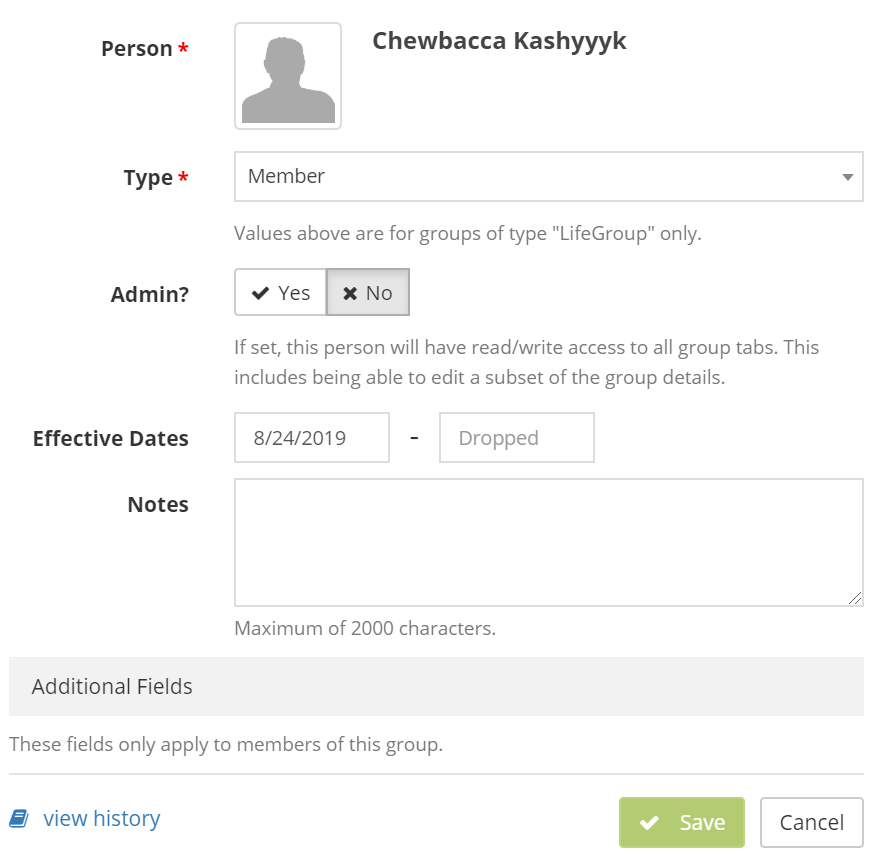 Person *
Chewbacca Kashyyyk
Type *
Member
Values above are for groups of type "LifeGroup" only.
Admin?
Yes No
If set, this person will have read/write access to all group tabs. This
includes being able to edit a subset of the group details.
Effective Dates
8/24/2019 - Dropped
Notes
Maximum of 2000 characters.
Additional Fields
These fields only apply to members of this group.
view history
Save Cancel